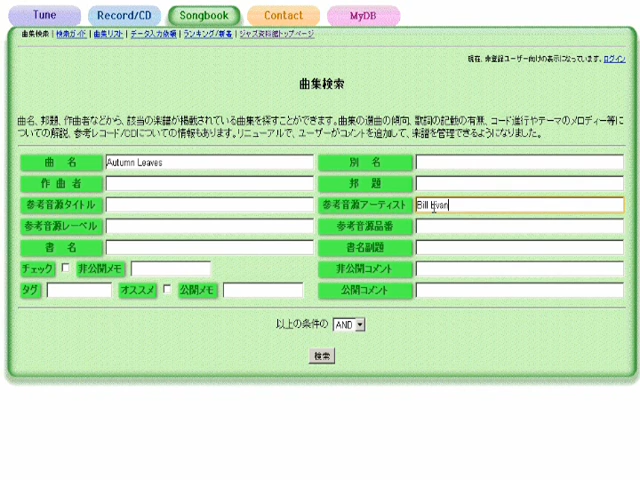 Tune Record/CD Songbook Contact MyDB
曲集検索 | 検索ガイド | 曲集リスト | データ入力依頼 | ランキング/新着 | ジャズ資料館トップページ
現在、未登録ユーザー向けの表示になっています。ログイン
曲集検索
曲名、邦題、作曲者などから、該当の楽譜が掲載されている曲集を探すことができます。曲集の選曲の傾向、歌詞の記載の有無、コード進行やテーマのメロディー等に
ついての解説、参考レコード/CDについての情報もあります。リニューアルで、ユーザーがコメントを追加して、楽譜を管理できるようになりました。
曲 名 Autumn Leaves 別 名
作 曲 者 邦 題
参考音源タイトル 参考音源アーティスト Bill Evan
参考音源レーベル 参考音源品番
書 名 書名副題
チェック 非公開メモ 非公開コメント
タグ オススメ 公開メモ 公開コメント
以上の条件の AND
検索